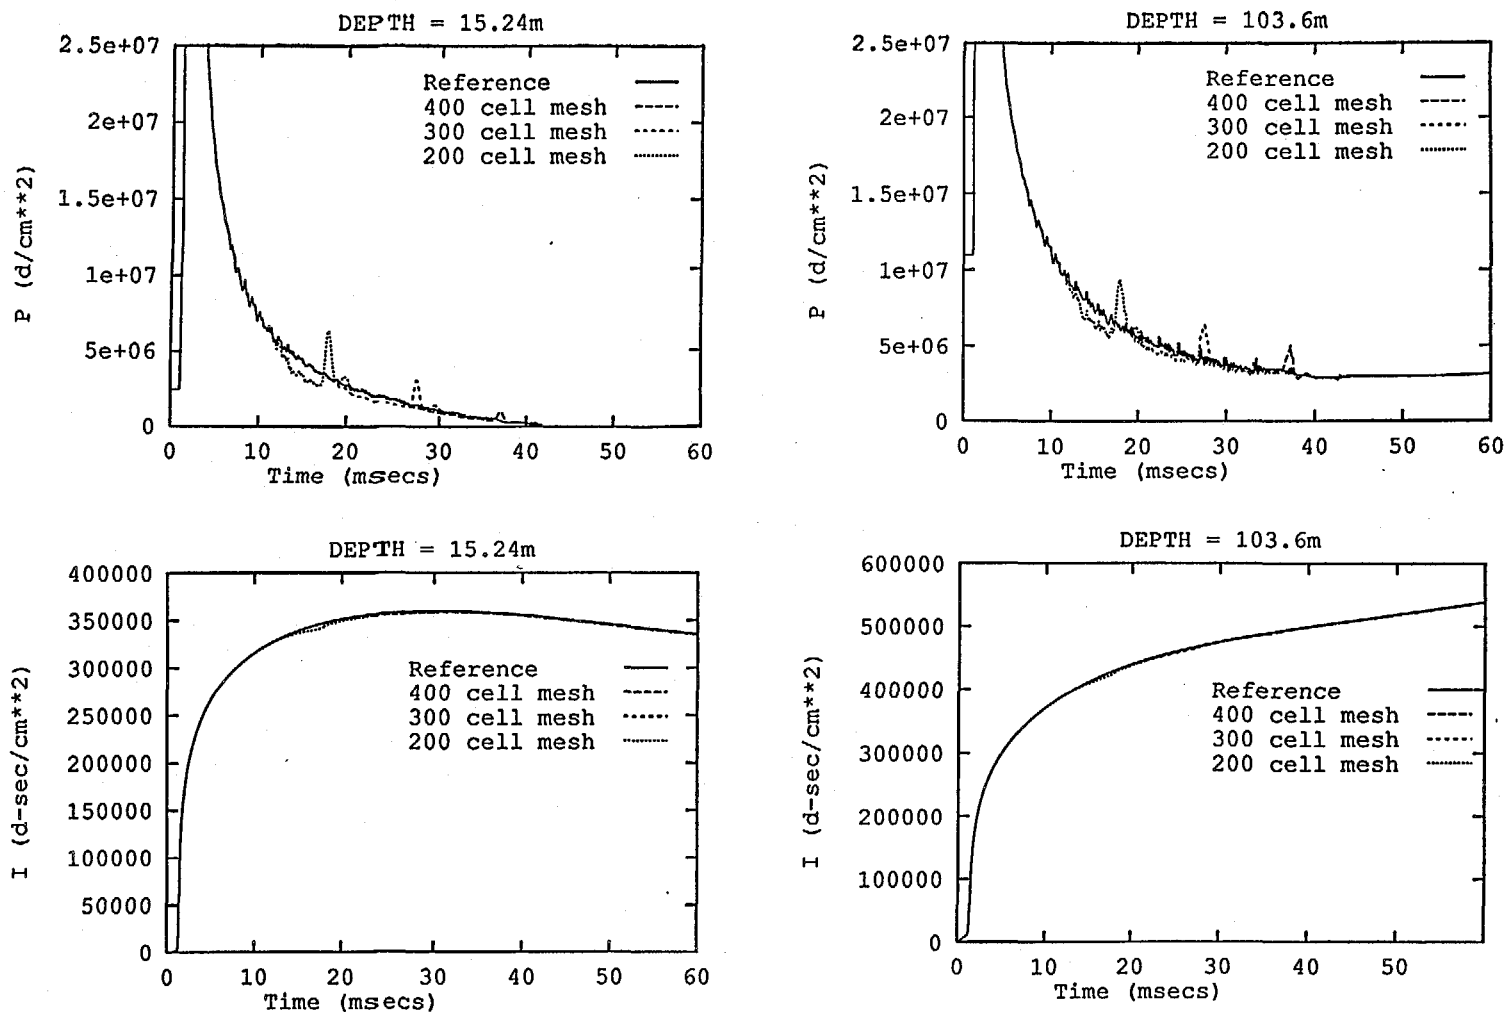 DEPTH = 15.24m
2.5e+07
2e+07
1.5e+07
1e+07
5e+06
0
P (d/cm**2)
Reference
400 cell mesh
300 cell mesh
200 cell mesh
0 10 20 30 40 50 60
Time (msecs)
DEPTH = 103.6m
2.5e+07
2e+07
1.5e+07
1e+07
5e+06
0
P (d/cm**2)
Reference
400 cell mesh
300 cell mesh
200 cell mesh
0 10 20 30 40 50 60
Time (msecs)
DEPTH = 15.24m
400000
350000
300000
250000
200000
150000
100000
50000
0
I (d-sec/cm**2)
Reference
400 cell mesh
300 cell mesh
200 cell mesh
0 10 20 30 40 50 60
Time (msecs)
DEPTH = 103.6m
600000
500000
400000
300000
200000
100000
0
I (d-sec/cm**2)
Reference
400 cell mesh
300 cell mesh
200 cell mesh
0 10 20 30 40 50
Time (msecs)